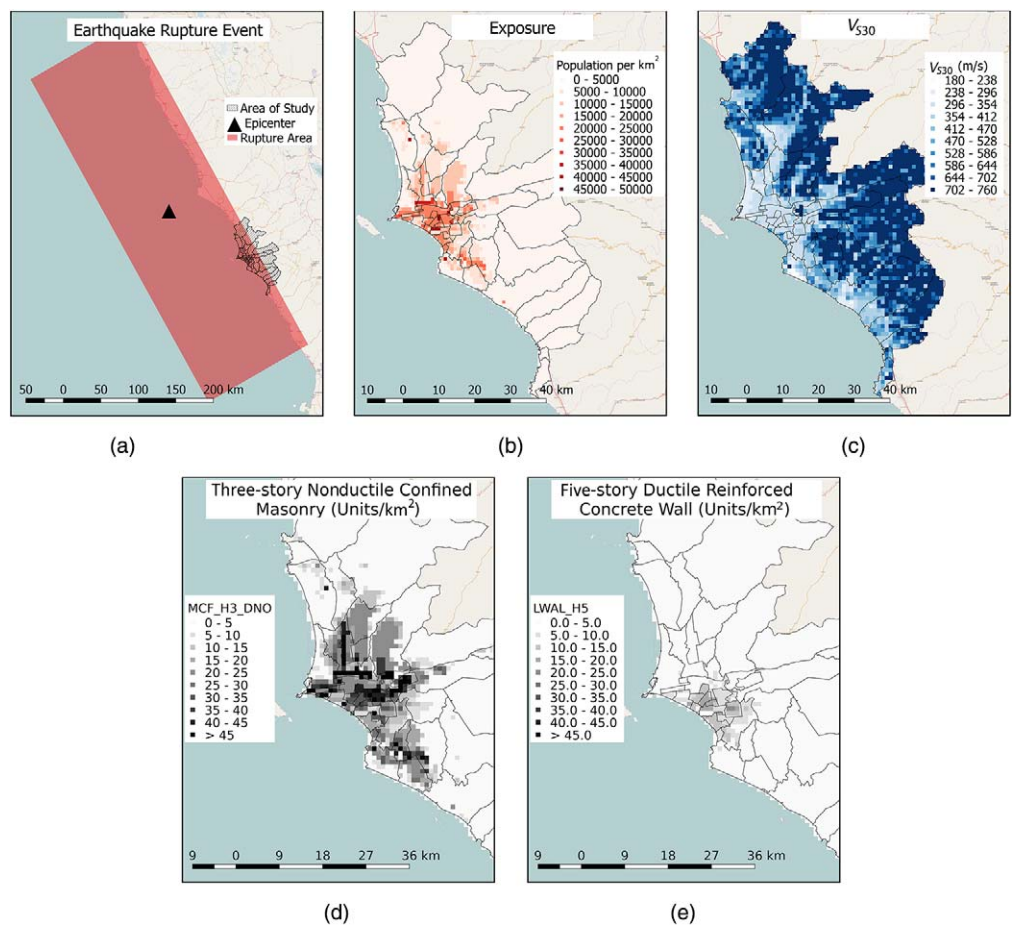 Earthquake Rupture Event
Area of Study
Epicenter
Rupture Area
50 0 50 100 150 200 km
(a)
Exposure
Population per km²
0 - 5000
5000 - 10000
10000 - 15000
15000 - 20000
20000 - 25000
25000 - 30000
30000 - 35000
35000 - 40000
40000 - 45000
45000 - 50000
10 0 10 20 30 40 km
(b)
V_S30
V_S30 (m/s)
180 - 238
238 - 296
296 - 354
354 - 412
412 - 470
470 - 528
528 - 586
586 - 644
644 - 702
702 - 760
10 0 10 20 30 40 km
(c)
Three-story Nonductile Confined
Masonry (Units/km²)
MCF_H3_DNO
0 - 5
5 - 10
10 - 15
15 - 20
20 - 25
25 - 30
30 - 35
35 - 40
40 - 45
> 45
9 0 9 18 27 36 km
(d)
Five-story Ductile Reinforced
Concrete Wall (Units/km²)
LWAL_H5
0.0 - 5.0
5.0 - 10.0
10.0 - 15.0
15.0 - 20.0
20.0 - 25.0
25.0 - 30.0
30.0 - 35.0
35.0 - 40.0
40.0 - 45.0
> 45.0
9 0 9 18 27 36 km
(e)